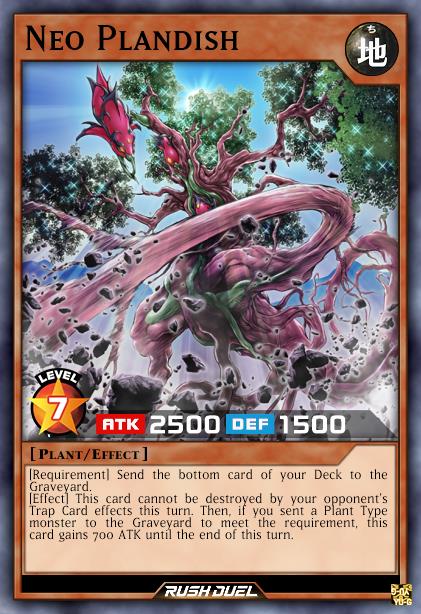 NEO PLANDISH
ち
地
LEVEL
7
ATK 2500 DEF 1500
[PLANT/EFFECT]
[Requirement] Send the bottom card of your Deck to the
Graveyard.
[Effect] This card cannot be destroyed by your opponent's
Trap Card effects this turn. Then, if you sent a Plant Type
monster to the Graveyard to meet the requirement, this
card gains 700 ATK until the end of this turn.
RUSH DUEL